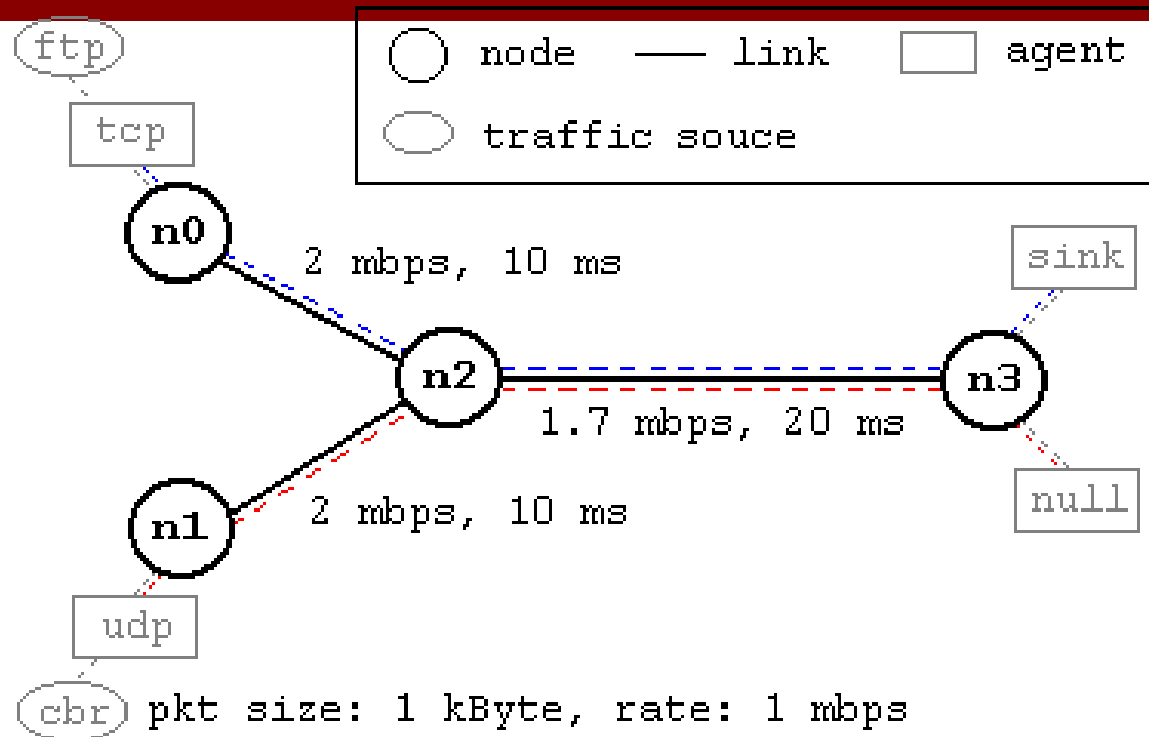 ftp
node link agent
tcp
traffic souce
n0
2 mbps, 10 ms
sink
n2
n3
1.7 mbps, 20 ms
null
n1
2 mbps, 10 ms
udp
cbr pkt size: 1 kByte, rate: 1 mbps